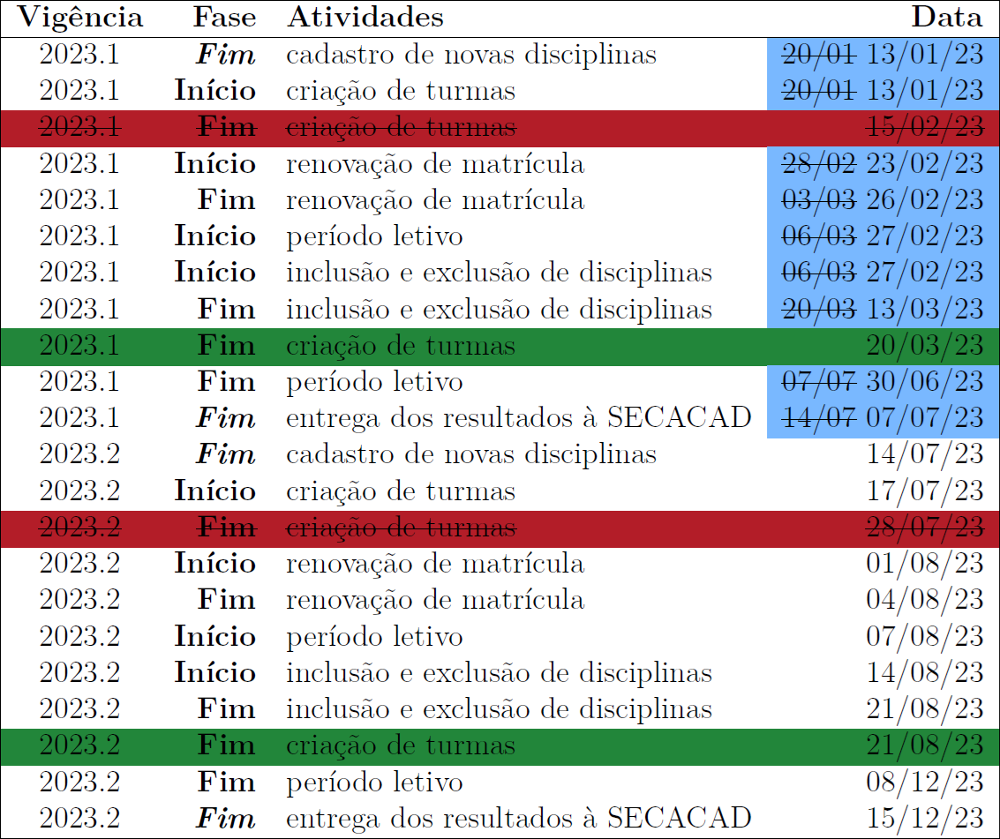 Vigência Fase Atividades Data
2023.1 Fim cadastro de novas disciplinas 20/01 13/01/23
2023.1 Início criação de turmas 20/01 13/01/23
2023.1 Fim criação de turmas 15/02/23
2023.1 Início renovação de matrícula 28/02 23/02/23
2023.1 Fim renovação de matrícula 03/03 26/02/23
2023.1 Início período letivo 06/03 27/02/23
2023.1 Início inclusão e exclusão de disciplinas 06/03 27/02/23
2023.1 Fim inclusão e exclusão de disciplinas 20/03 13/03/23
2023.1 Fim criação de turmas 20/03/23
2023.1 Fim período letivo 07/07 30/06/23
2023.1 Fim entrega dos resultados à SECACAD 14/07 07/07/23
2023.2 Fim cadastro de novas disciplinas 14/07/23
2023.2 Início criação de turmas 17/07/23
2023.2 Fim criação de turmas 28/07/23
2023.2 Início renovação de matrícula 01/08/23
2023.2 Fim renovação de matrícula 04/08/23
2023.2 Início período letivo 07/08/23
2023.2 Início inclusão e exclusão de disciplinas 14/08/23
2023.2 Fim inclusão e exclusão de disciplinas 21/08/23
2023.2 Fim criação de turmas 21/08/23
2023.2 Fim período letivo 08/12/23
2023.2 Fim entrega dos resultados à SECACAD 15/12/23